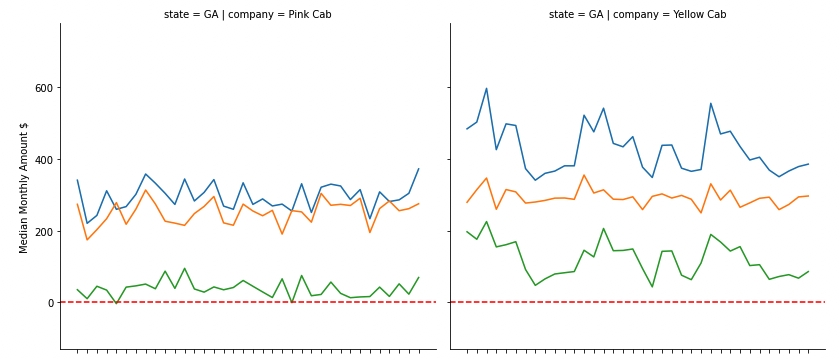 state = GA | company = Pink Cab
state = GA | company = Yellow Cab
Median Monthly Amount $
600
400
200
0